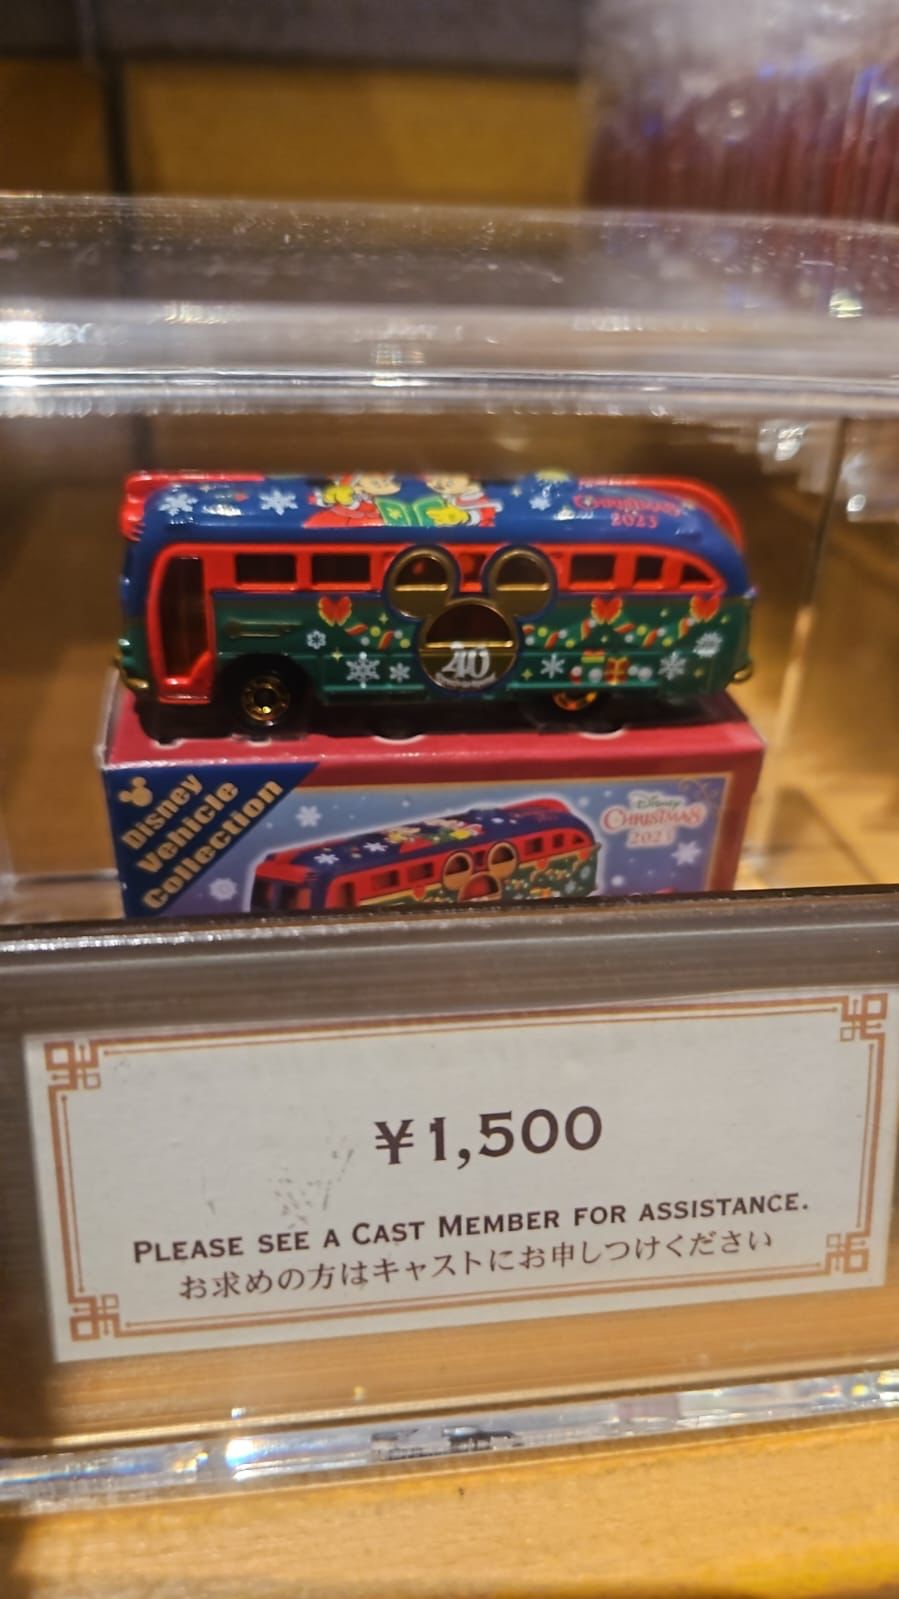 CHRISTMAS
2023
40
Disney
Vehicle
Collection
Disney
CHRISTMAS
2023
¥1,500
PLEASE SEE A CAST MEMBER FOR ASSISTANCE.
お求めの方はキャストにお申しつけください